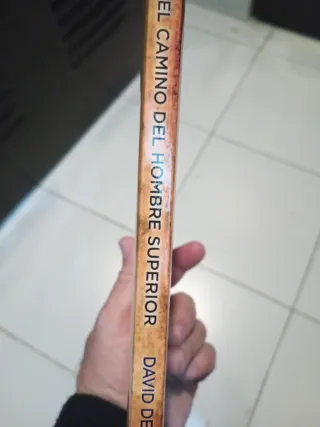 EL CAMINO DEL HOMBRE SUPERIOR
DAVID DE